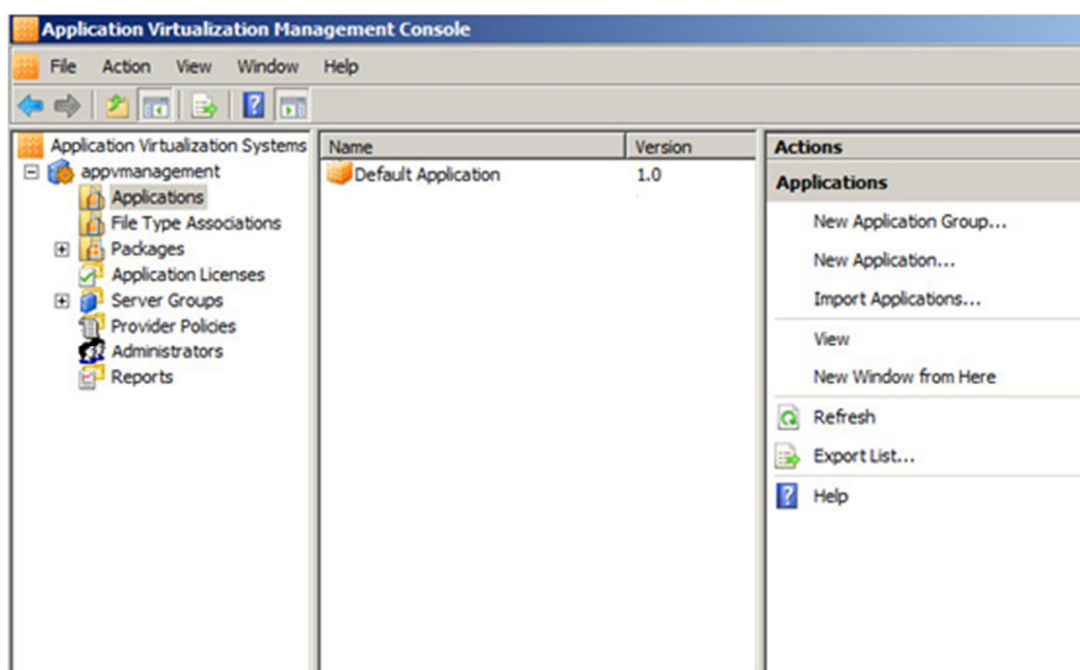 Application Virtualization Management Console
File Action View Window Help
Application Virtualization Systems
appvmanagement
Applications
File Type Associations
Packages
Application Licenses
Server Groups
Provider Policies
Administrators
Reports
Name Version
Default Application 1.0
Actions
Applications
New Application Group...
New Application...
Import Applications...
View
New Window from Here
Refresh
Export List...
Help